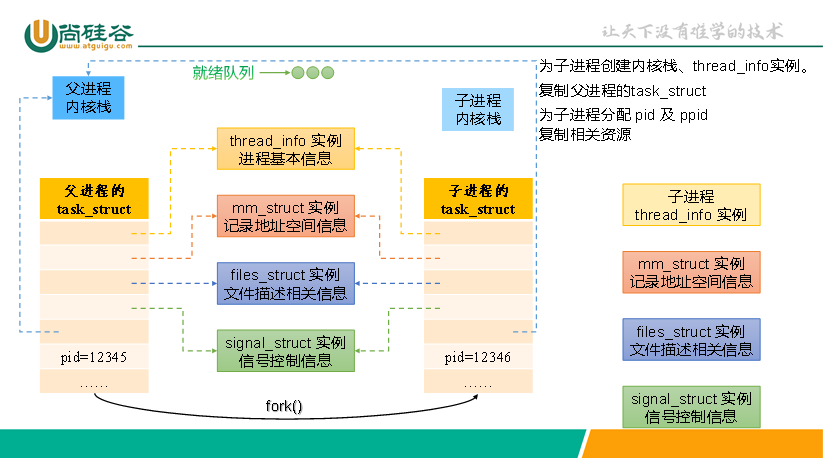 尚硅谷
www.atguigu.com
让天下没有难学的技术
就绪队列
为子进程创建内核栈、thread_info实例。
复制父进程的task_struct
为子进程分配 pid 及 ppid
复制相关资源
父进程
内核栈
子进程
内核栈
thread_info 实例
进程基本信息
父进程的
task_struct
mm_struct 实例
记录地址空间信息
子进程的
task_struct
files_struct 实例
文件描述相关信息
signal_struct 实例
信号控制信息
pid=12345
……
pid=12346
……
fork()
子进程
thread_info 实例
mm_struct 实例
记录地址空间信息
files_struct 实例
文件描述相关信息
signal_struct 实例
信号控制信息